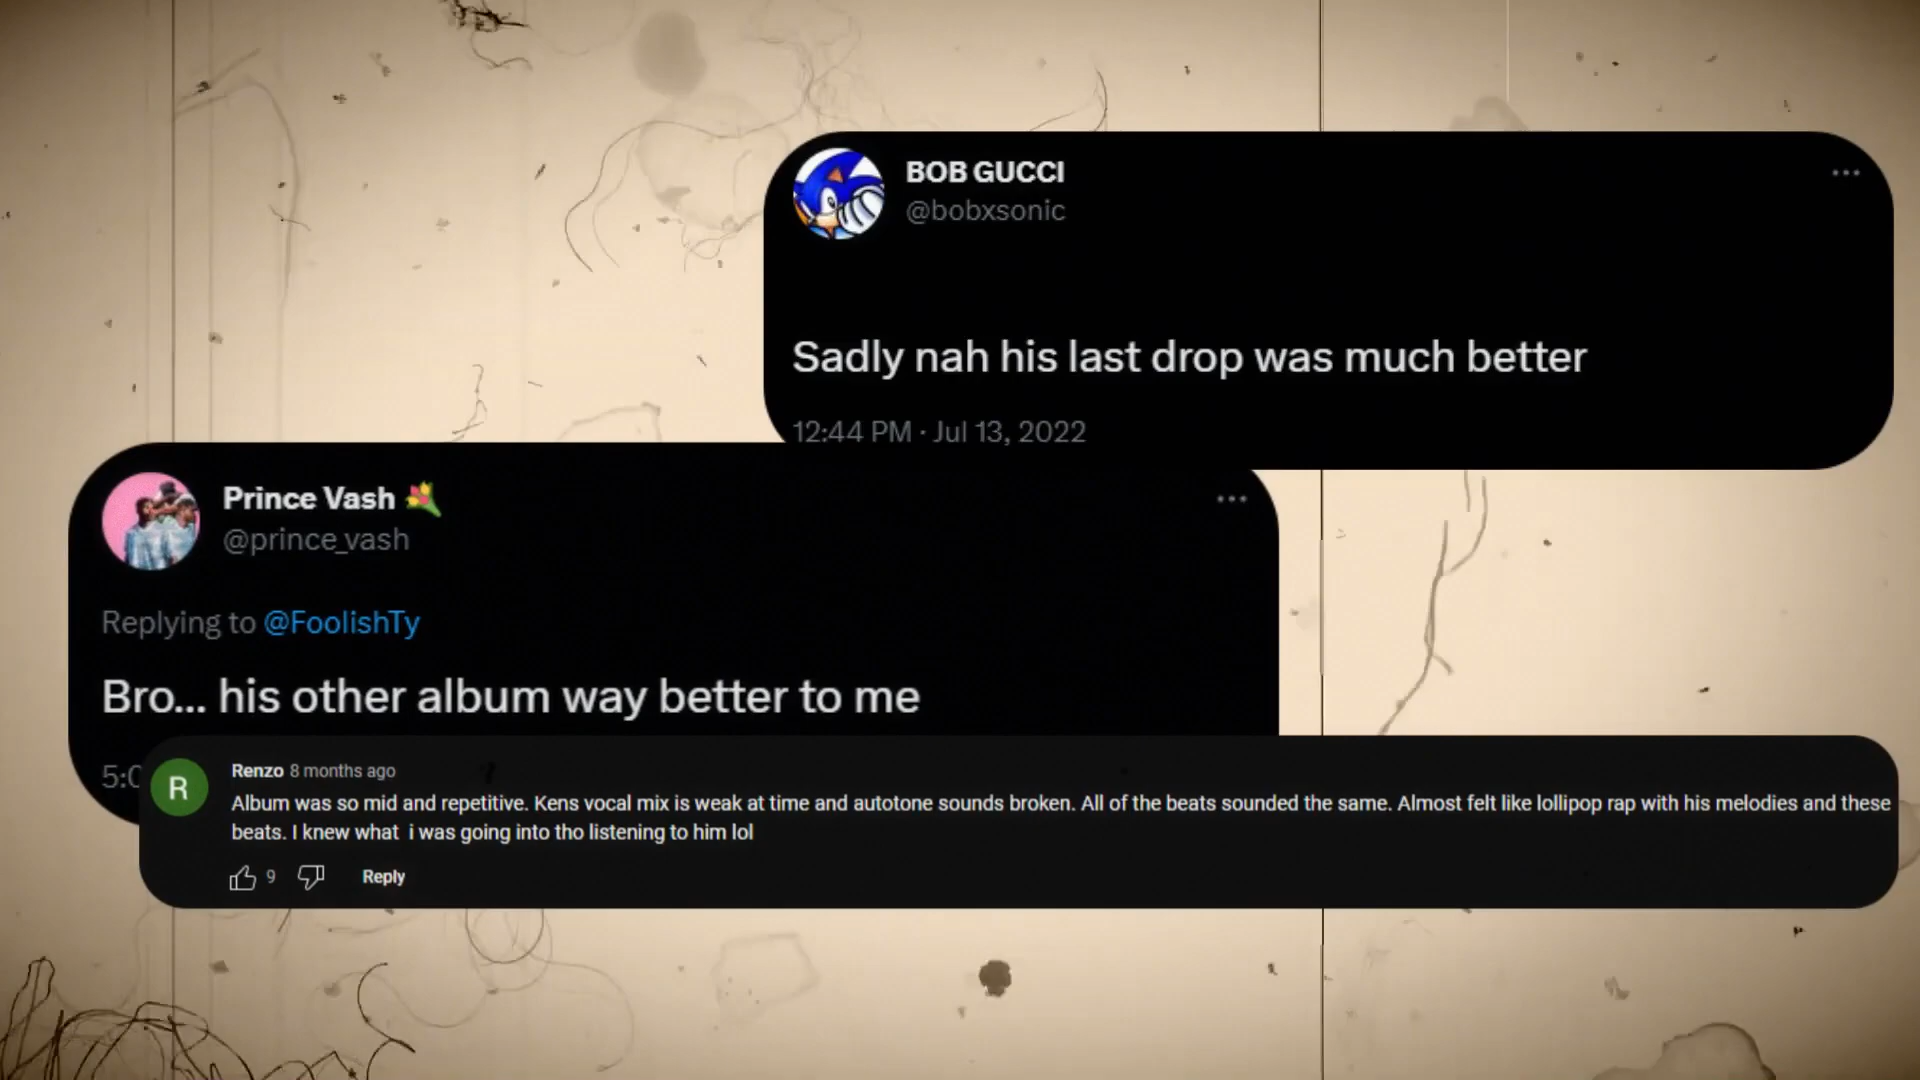 BOB GUCCI
@bobxsonic
Sadly nah his last drop was much better
12:44 PM · Jul 13, 2022
Prince Vash
@prince_vash
Replying to @FoolishTy
Bro... his other album way better to me
5:0
R
Renzo 8 months ago
Album was so mid and repetitive. Kens vocal mix is weak at time and autotone sounds broken. All of the beats sounded the same. Almost felt like lollipop rap with his melodies and these
beats. I knew what i was going into tho listening to him lol
9 Reply